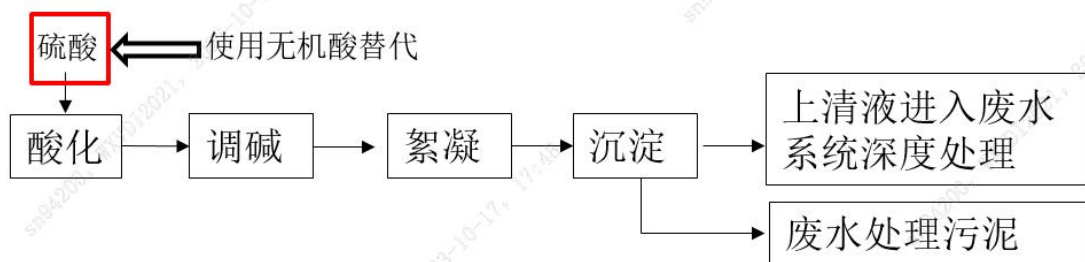 硫酸
使用无机酸替代
酸化
调碱
絮凝
沉淀
上清液进入废水
系统深度处理
废水处理污泥